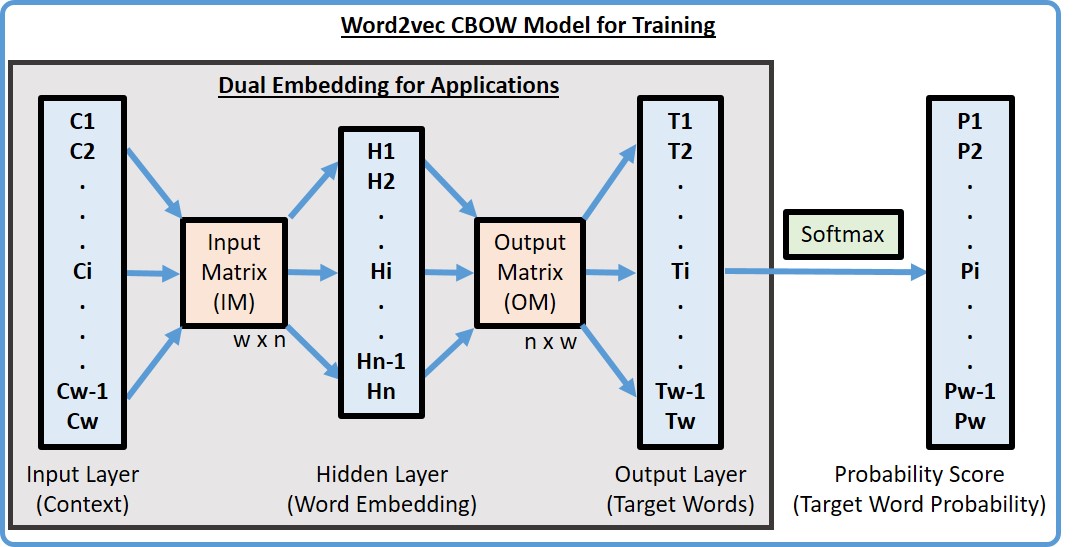 Word2vec CBOW Model for Training
Dual Embedding for Applications
C1
C2
.
.
.
Ci
.
.
.
Cw-1
Cw
Input
Matrix
(IM)
w x n
H1
H2
.
.
Hi
.
.
Hn-1
Hn
Output
Matrix
(OM)
n x w
T1
T2
.
.
.
Ti
.
.
.
Tw-1
Tw
Softmax
P1
P2
.
.
.
Pi
.
.
.
Pw-1
Pw
Input Layer
(Context)
Hidden Layer
(Word Embedding)
Output Layer
(Target Words)
Probability Score
(Target Word Probability)